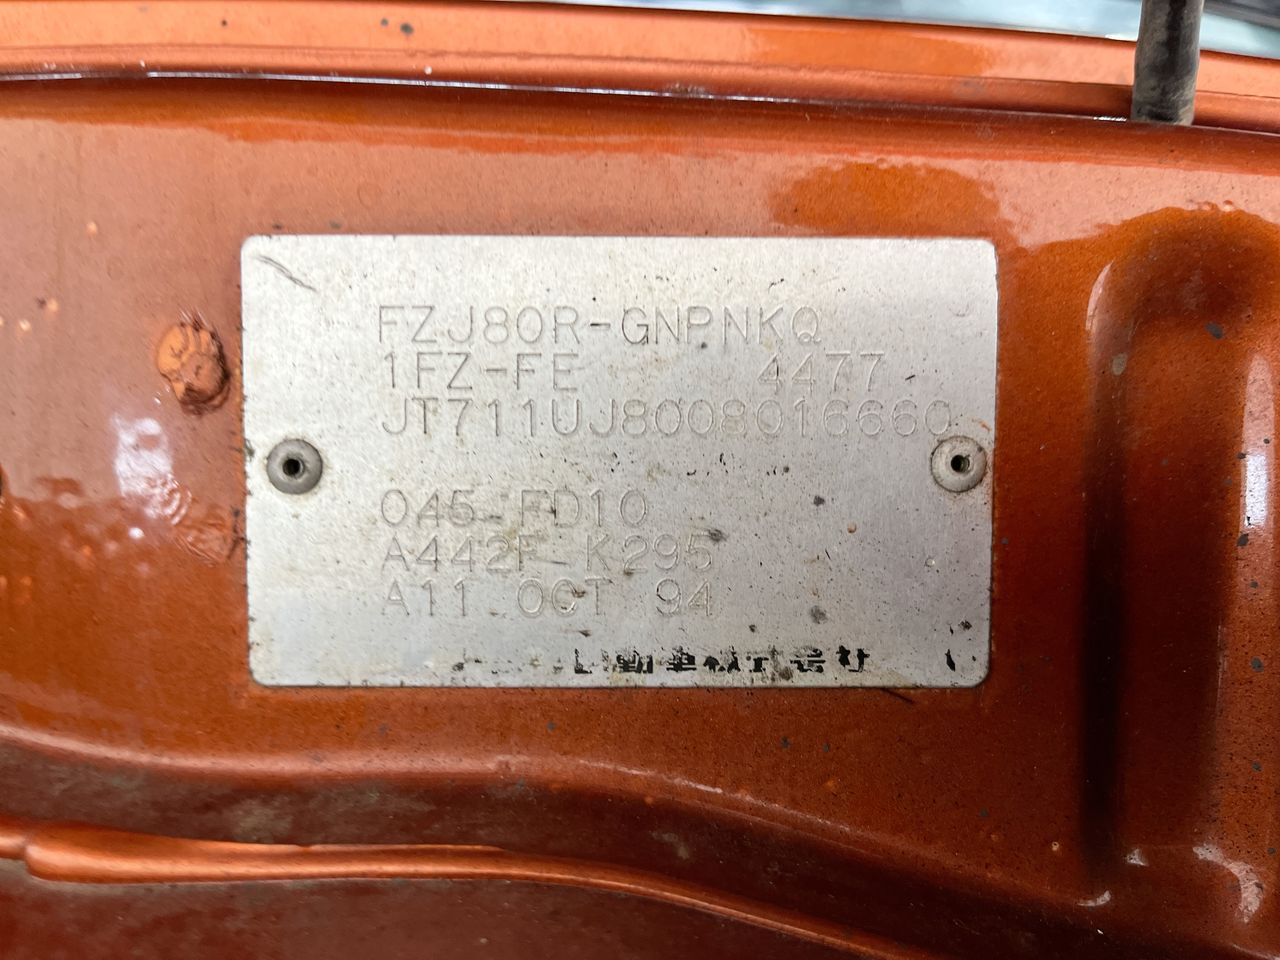 FZJ80R-GNPNKQ
1FZ-FE 4477
JT711UJ8008016660
045 FD10
A442F K295
A11 OCT 94